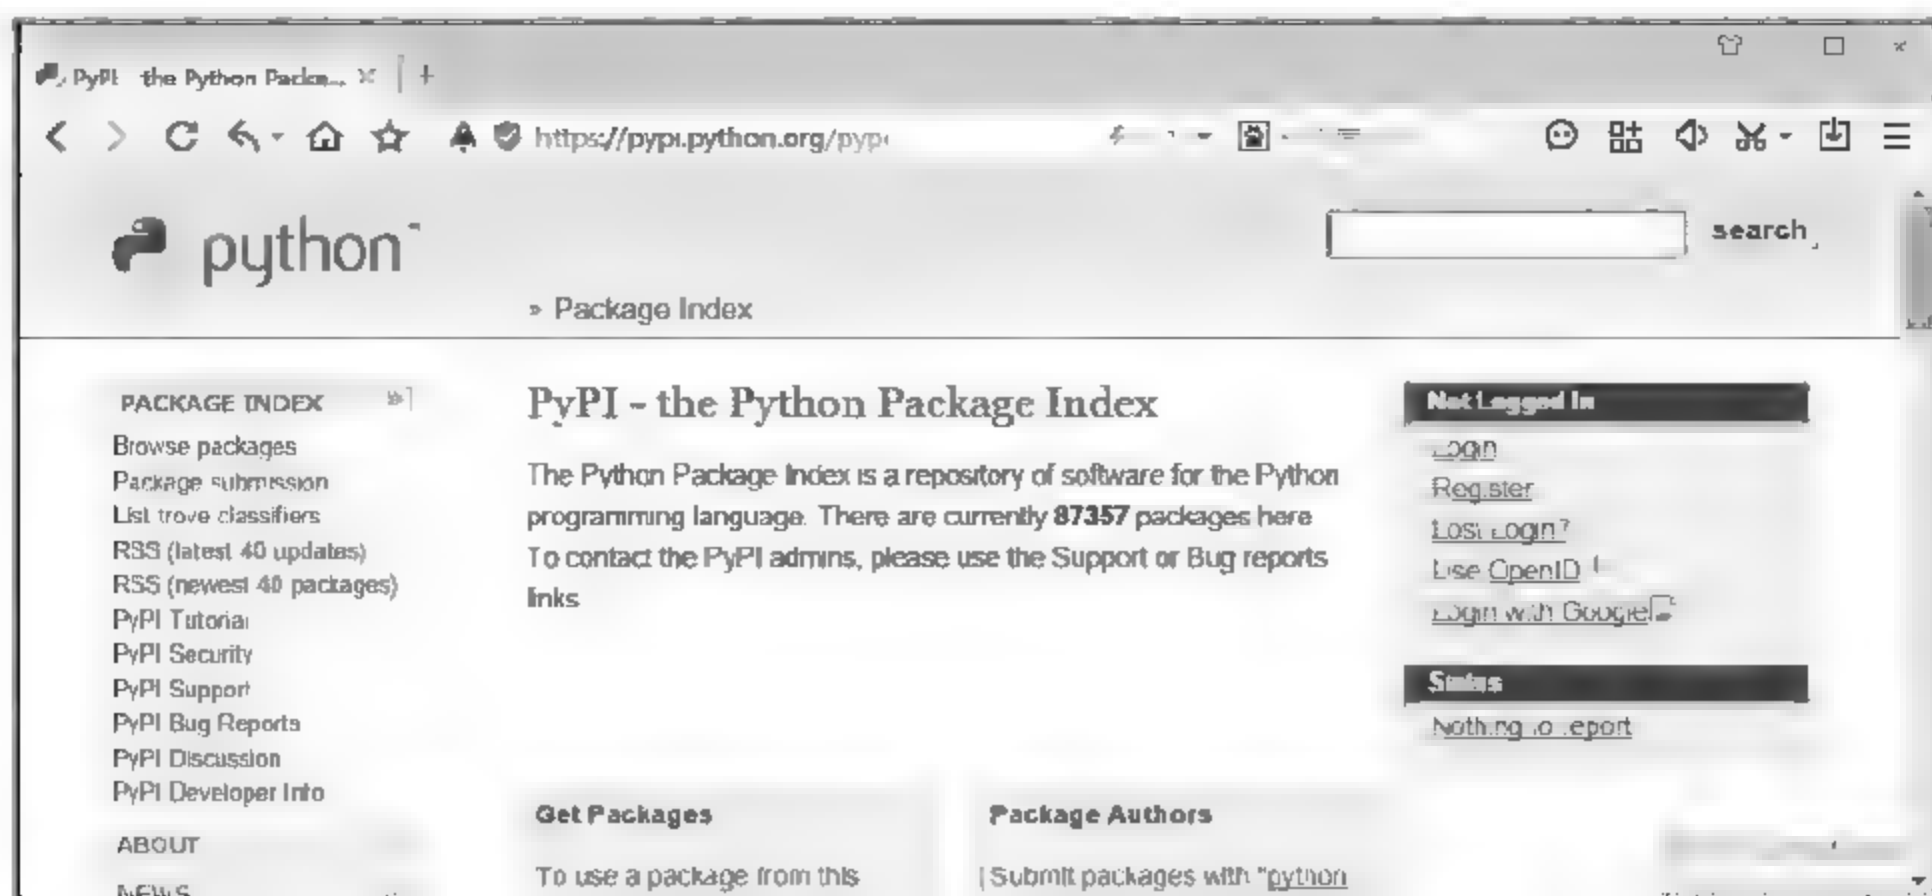 PyPI the Python Packa...
https://pypi.python.org/pyp
python
search
» Package Index
PACKAGE INDEX
Browse packages
Package submission
List trove classifiers
RSS (latest 40 updates)
RSS (newest 40 packages)
PyPI Tutorial
PyPI Security
PyPI Support
PyPI Bug Reports
PyPI Discussion
PyPI Developer Info
ABOUT
NEWS
PyPI - the Python Package Index
The Python Package Index is a repository of software for the Python
programming language. There are currently 87357 packages here
To contact the PyPI admins, please use the Support or Bug reports
links
Get Packages
To use a package from this
Package Authors
Submit packages with "python
Not Logged In
Login
Register
Lost Login?
Use OpenID
Login with Google
Status
Nothing to report